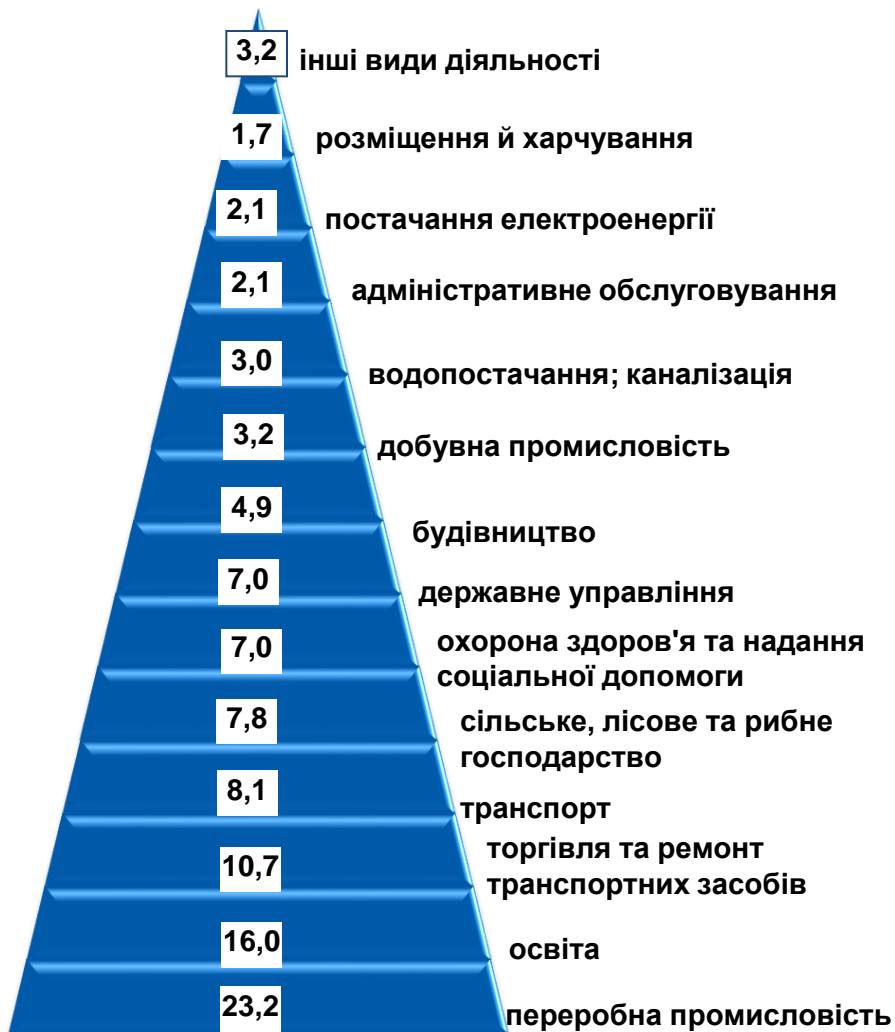 3,2 інші види діяльності
1,7 розміщення й харчування
2,1 постачання електроенергії
2,1 адміністративне обслуговування
3,0 водопостачання; каналізація
3,2 добувна промисловість
4,9 будівництво
7,0 державне управління
7,0 охорона здоров'я та надання
соціальної допомоги
7,8 сільське, лісове та рибне
господарство
8,1 транспорт
10,7 торгівля та ремонт
транспортних засобів
16,0 освіта
23,2 переробна промисловість